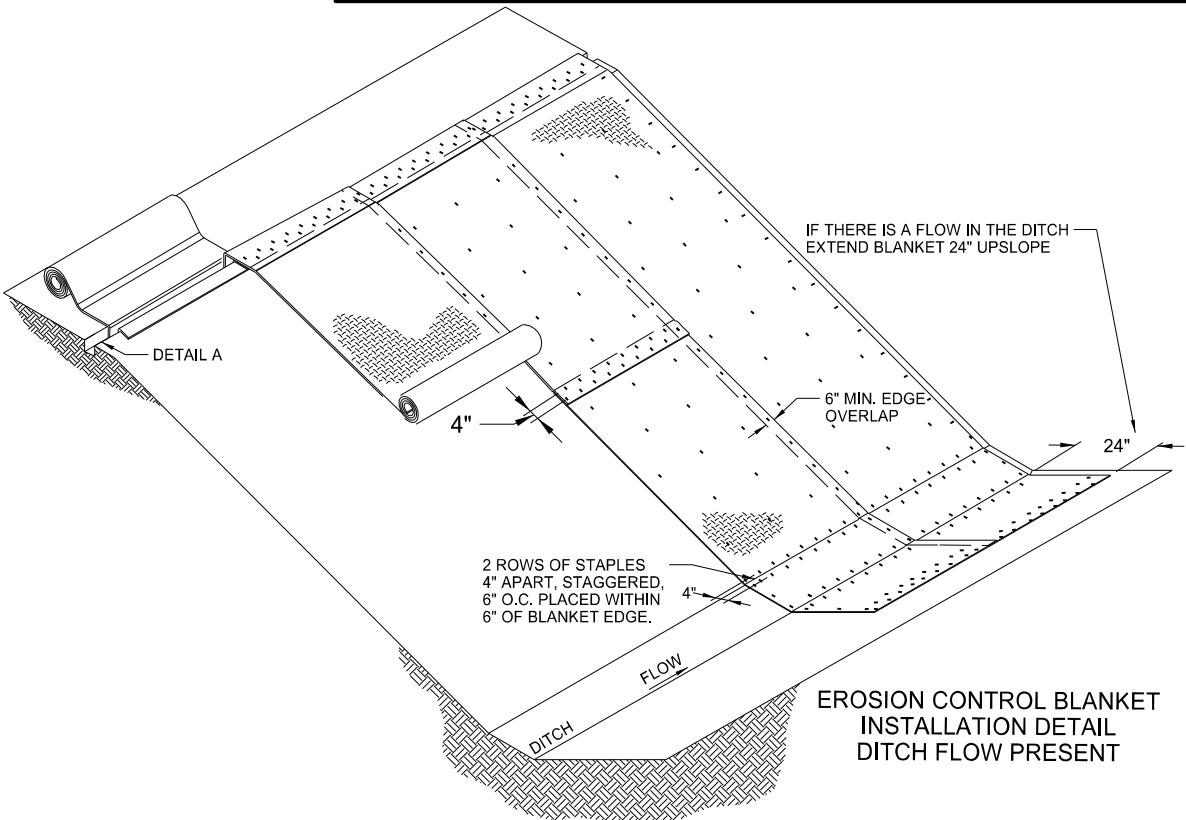 IF THERE IS A FLOW IN THE DITCH
EXTEND BLANKET 24" UPSLOPE
DETAIL A
4"
6" MIN. EDGE
OVERLAP
24"
2 ROWS OF STAPLES
4" APART, STAGGERED,
6" O.C. PLACED WITHIN
6" OF BLANKET EDGE.
4"
FLOW
DITCH
EROSION CONTROL BLANKET
INSTALLATION DETAIL
DITCH FLOW PRESENT